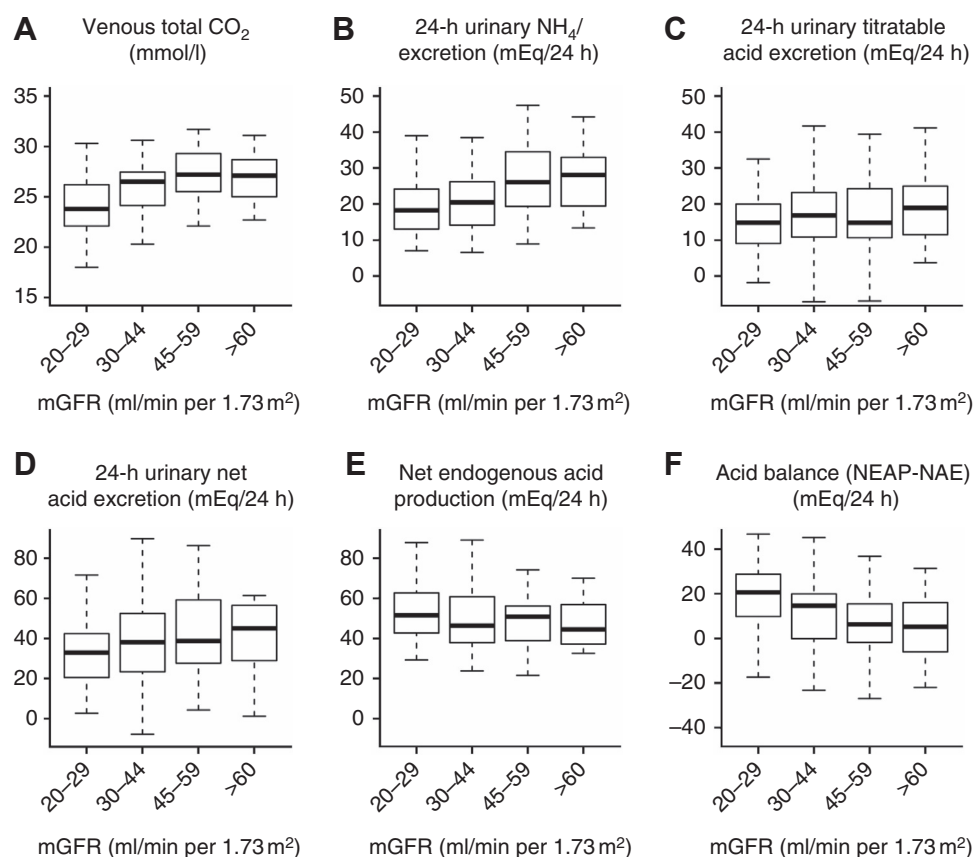 A
Venous total CO₂
(mmol/l)
35
30
25
20
15
20–29
30–44
45–59
>60
mGFR (ml/min per 1.73 m²)
B
24-h urinary NH₄/
excretion (mEq/24 h)
50
40
30
20
10
0
20–29
30–44
45–59
>60
mGFR (ml/min per 1.73 m²)
C
24-h urinary titratable
acid excretion (mEq/24 h)
50
40
30
20
10
0
20–29
30–44
45–59
>60
mGFR (ml/min per 1.73 m²)
D
24-h urinary net
acid excretion (mEq/24 h)
80
60
40
20
0
20–29
30–44
45–59
>60
mGFR (ml/min per 1.73 m²)
E
Net endogenous acid
production (mEq/24 h)
80
60
40
20
0
20–29
30–44
45–59
>60
mGFR (ml/min per 1.73 m²)
F
Acid balance (NEAP-NAE)
(mEq/24 h)
40
20
0
–20
–40
20–29
30–44
45–59
>60
mGFR (ml/min per 1.73 m²)